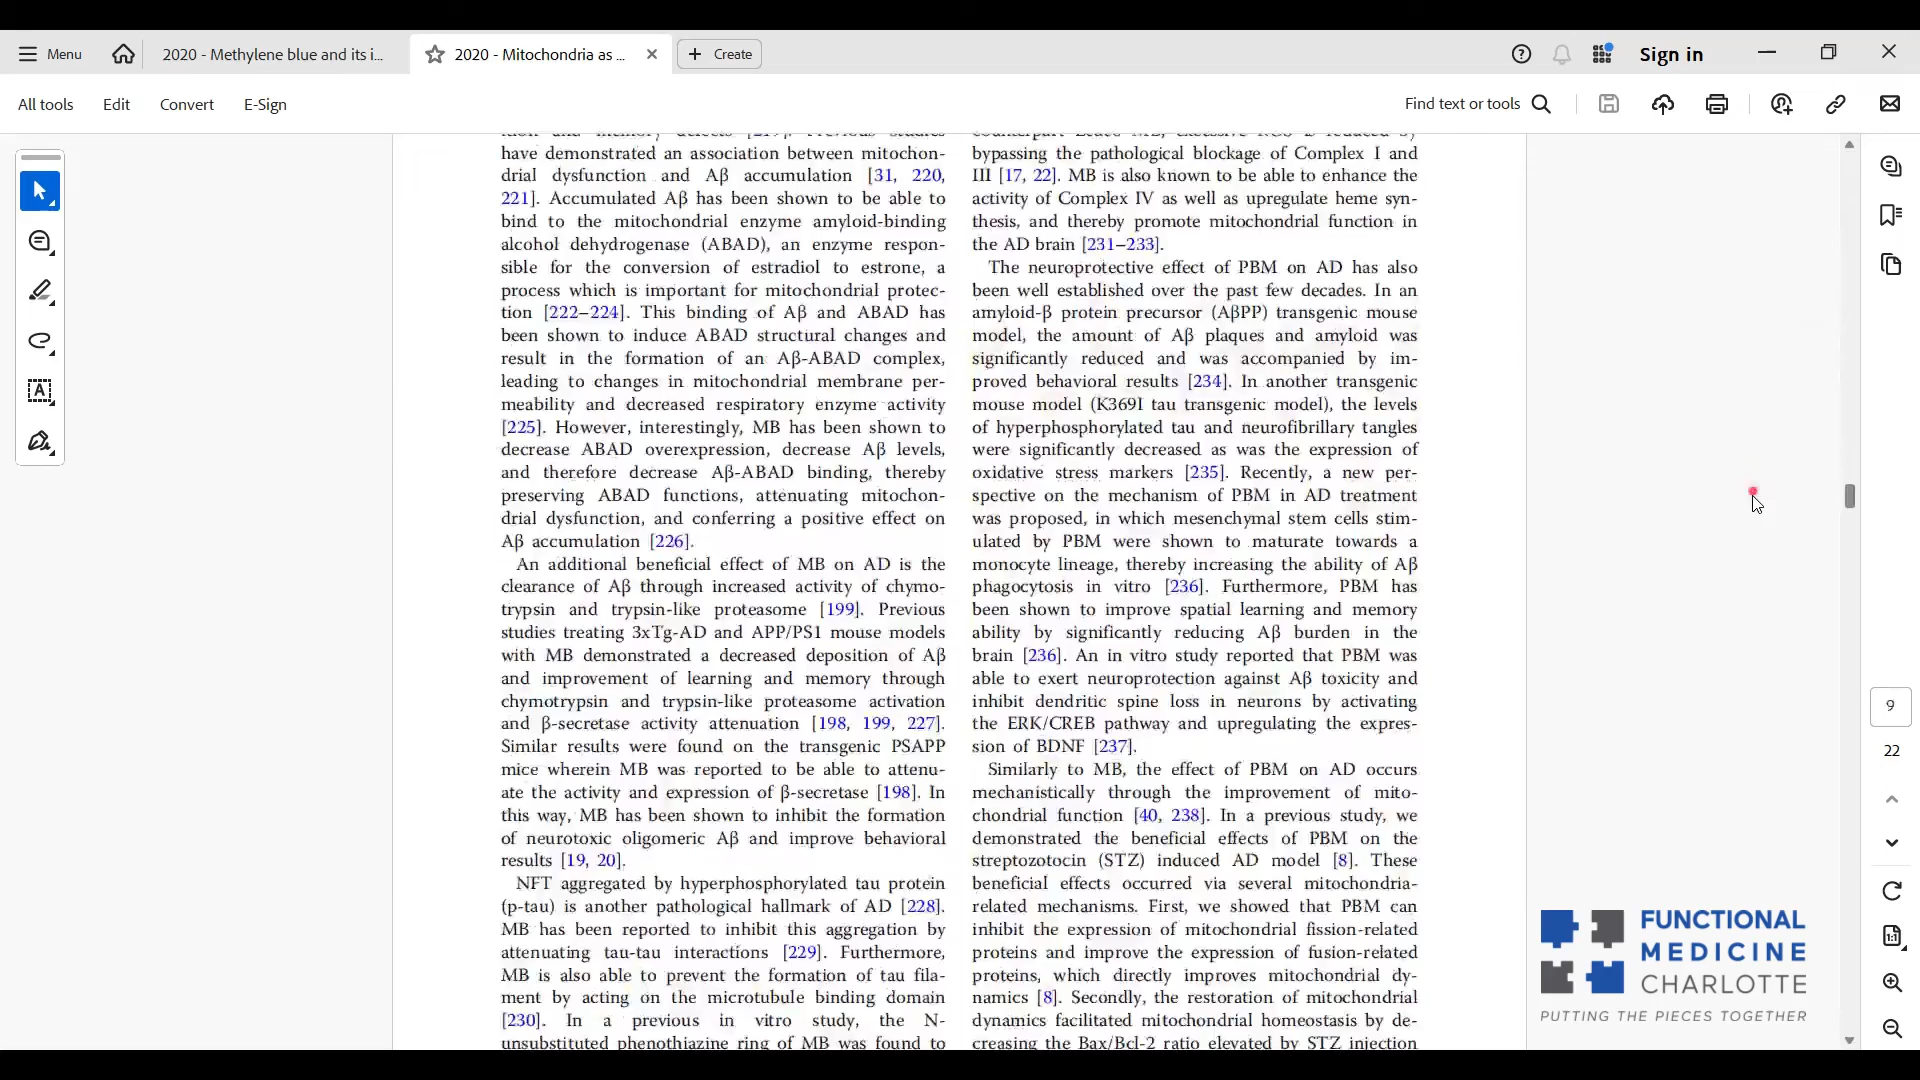 Menu
2020 - Methylene blue and its i...
2020 - Mitochondria as ...
Create
Sign in
All tools
Edit
Convert
E-Sign
Find text or tools
have demonstrated an association between mitochon-
drial dysfunction and Aβ accumulation [31, 220,
221]. Accumulated Aβ has been shown to be able to
bind to the mitochondrial enzyme amyloid-binding
alcohol dehydrogenase (ABAD), an enzyme respon-
sible for the conversion of estradiol to estrone, a
process which is important for mitochondrial protec-
tion [222–224]. This binding of Aβ and ABAD has
been shown to induce ABAD structural changes and
result in the formation of an Aβ-ABAD complex,
leading to changes in mitochondrial membrane per-
meability and decreased respiratory enzyme activity
[225]. However, interestingly, MB has been shown to
decrease ABAD overexpression, decrease Aβ levels,
and therefore decrease Aβ-ABAD binding, thereby
preserving ABAD functions, attenuating mitochon-
drial dysfunction, and conferring a positive effect on
Aβ accumulation [226].
An additional beneficial effect of MB on AD is the
clearance of Aβ through increased activity of chymo-
trypsin and trypsin-like proteasome [199]. Previous
studies treating 3xTg-AD and APP/PS1 mouse models
with MB demonstrated a decreased deposition of Aβ
and improvement of learning and memory through
chymotrypsin and trypsin-like proteasome activation
and β-secretase activity attenuation [198, 199, 227].
Similar results were found on the transgenic PSAPP
mice wherein MB was reported to be able to attenu-
ate the activity and expression of β-secretase [198]. In
this way, MB has been shown to inhibit the formation
of neurotoxic oligomeric Aβ and improve behavioral
results [19, 20].
NFT aggregated by hyperphosphorylated tau protein
(p-tau) is another pathological hallmark of AD [228].
MB has been reported to inhibit this aggregation by
attenuating tau-tau interactions [229]. Furthermore,
MB is also able to prevent the formation of tau fila-
ment by acting on the microtubule binding domain
[230]. In a previous in vitro study, the N-
unsubstituted phenothiazine ring of MB was found to
bypassing the pathological blockage of Complex I and
III [17, 22]. MB is also known to be able to enhance the
activity of Complex IV as well as upregulate heme syn-
thesis, and thereby promote mitochondrial function in
the AD brain [231–233].
The neuroprotective effect of PBM on AD has also
been well established over the past few decades. In an
amyloid-β protein precursor (AβPP) transgenic mouse
model, the amount of Aβ plaques and amyloid was
significantly reduced and was accompanied by im-
proved behavioral results [234]. In another transgenic
mouse model (K369I tau transgenic model), the levels
of hyperphosphorylated tau and neurofibrillary tangles
were significantly decreased as was the expression of
oxidative stress markers [235]. Recently, a new per-
spective on the mechanism of PBM in AD treatment
was proposed, in which mesenchymal stem cells stim-
ulated by PBM were shown to maturate towards a
monocyte lineage, thereby increasing the ability of Aβ
phagocytosis in vitro [236]. Furthermore, PBM has
been shown to improve spatial learning and memory
ability by significantly reducing Aβ burden in the
brain [236]. An in vitro study reported that PBM was
able to exert neuroprotection against Aβ toxicity and
inhibit dendritic spine loss in neurons by activating
the ERK/CREB pathway and upregulating the expres-
sion of BDNF [237].
Similarly to MB, the effect of PBM on AD occurs
mechanistically through the improvement of mito-
chondrial function [40, 238]. In a previous study, we
demonstrated the beneficial effects of PBM on the
streptozotocin (STZ) induced AD model [8]. These
beneficial effects occurred via several mitochondria-
related mechanisms. First, we showed that PBM can
inhibit the expression of mitochondrial fission-related
proteins and improve the expression of fusion-related
proteins, which directly improves mitochondrial dy-
namics [8]. Secondly, the restoration of mitochondrial
dynamics facilitated mitochondrial homeostasis by de-
creasing the Bax/Bcl-2 ratio elevated by STZ injection
9
22
FUNCTIONAL
MEDICINE
CHARLOTTE
PUTTING THE PIECES TOGETHER